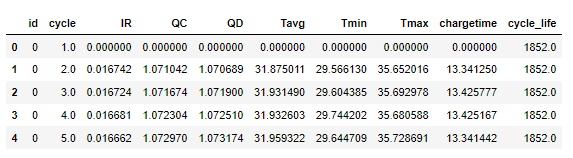 id cycle IR QC QD Tavg Tmin Tmax chargetime cycle_life
0 0 1.0 0.000000 0.000000 0.000000 0.000000 0.000000 0.000000 0.000000 1852.0
1 0 2.0 0.016742 1.071042 1.070689 31.875011 29.566130 35.652016 13.341250 1852.0
2 0 3.0 0.016724 1.071674 1.071900 31.931490 29.604385 35.692978 13.425777 1852.0
3 0 4.0 0.016681 1.072304 1.072510 31.932603 29.744202 35.680588 13.425167 1852.0
4 0 5.0 0.016662 1.072970 1.073174 31.959322 29.644709 35.728691 13.341442 1852.0